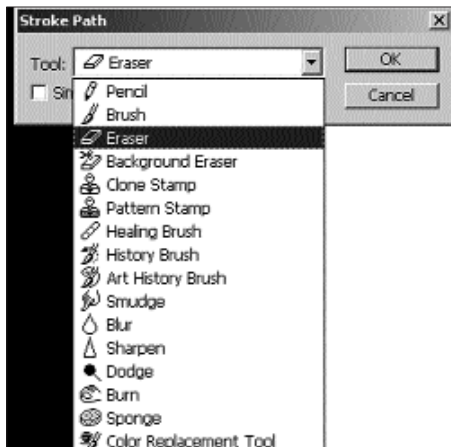 Stroke Path
Tool: Eraser
OK
Sin
Cancel
Pencil
Brush
Eraser
Background Eraser
Clone Stamp
Pattern Stamp
Healing Brush
History Brush
Art History Brush
Smudge
Blur
Sharpen
Dodge
Burn
Sponge
Color Replacement Tool